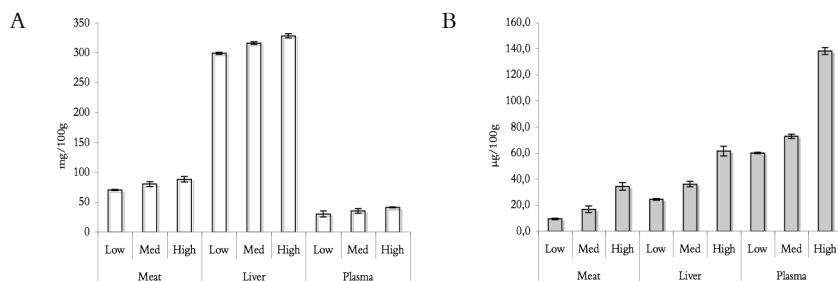 A
mg/100g
350
300
250
200
150
100
50
0
Low Med High Low Med High Low Med High
Meat Liver Plasma
B
µg/100g
160,0
140,0
120,0
100,0
80,0
60,0
40,0
20,0
0,0
Low Med High Low Med High Low Med High
Meat Liver Plasma